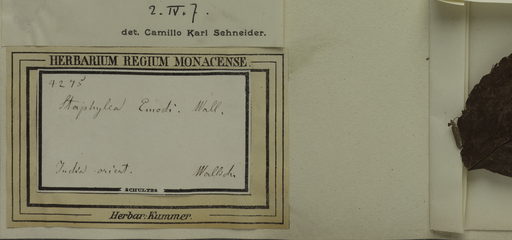 2. IV. 7.
det. Camillo Karl Schneider.
HERBARIUM REGIUM MONACENSE.
4275
Staphylea Emodi. Wall.
India orient. Wallich.
SCHULTES
Herbar. Kummer.